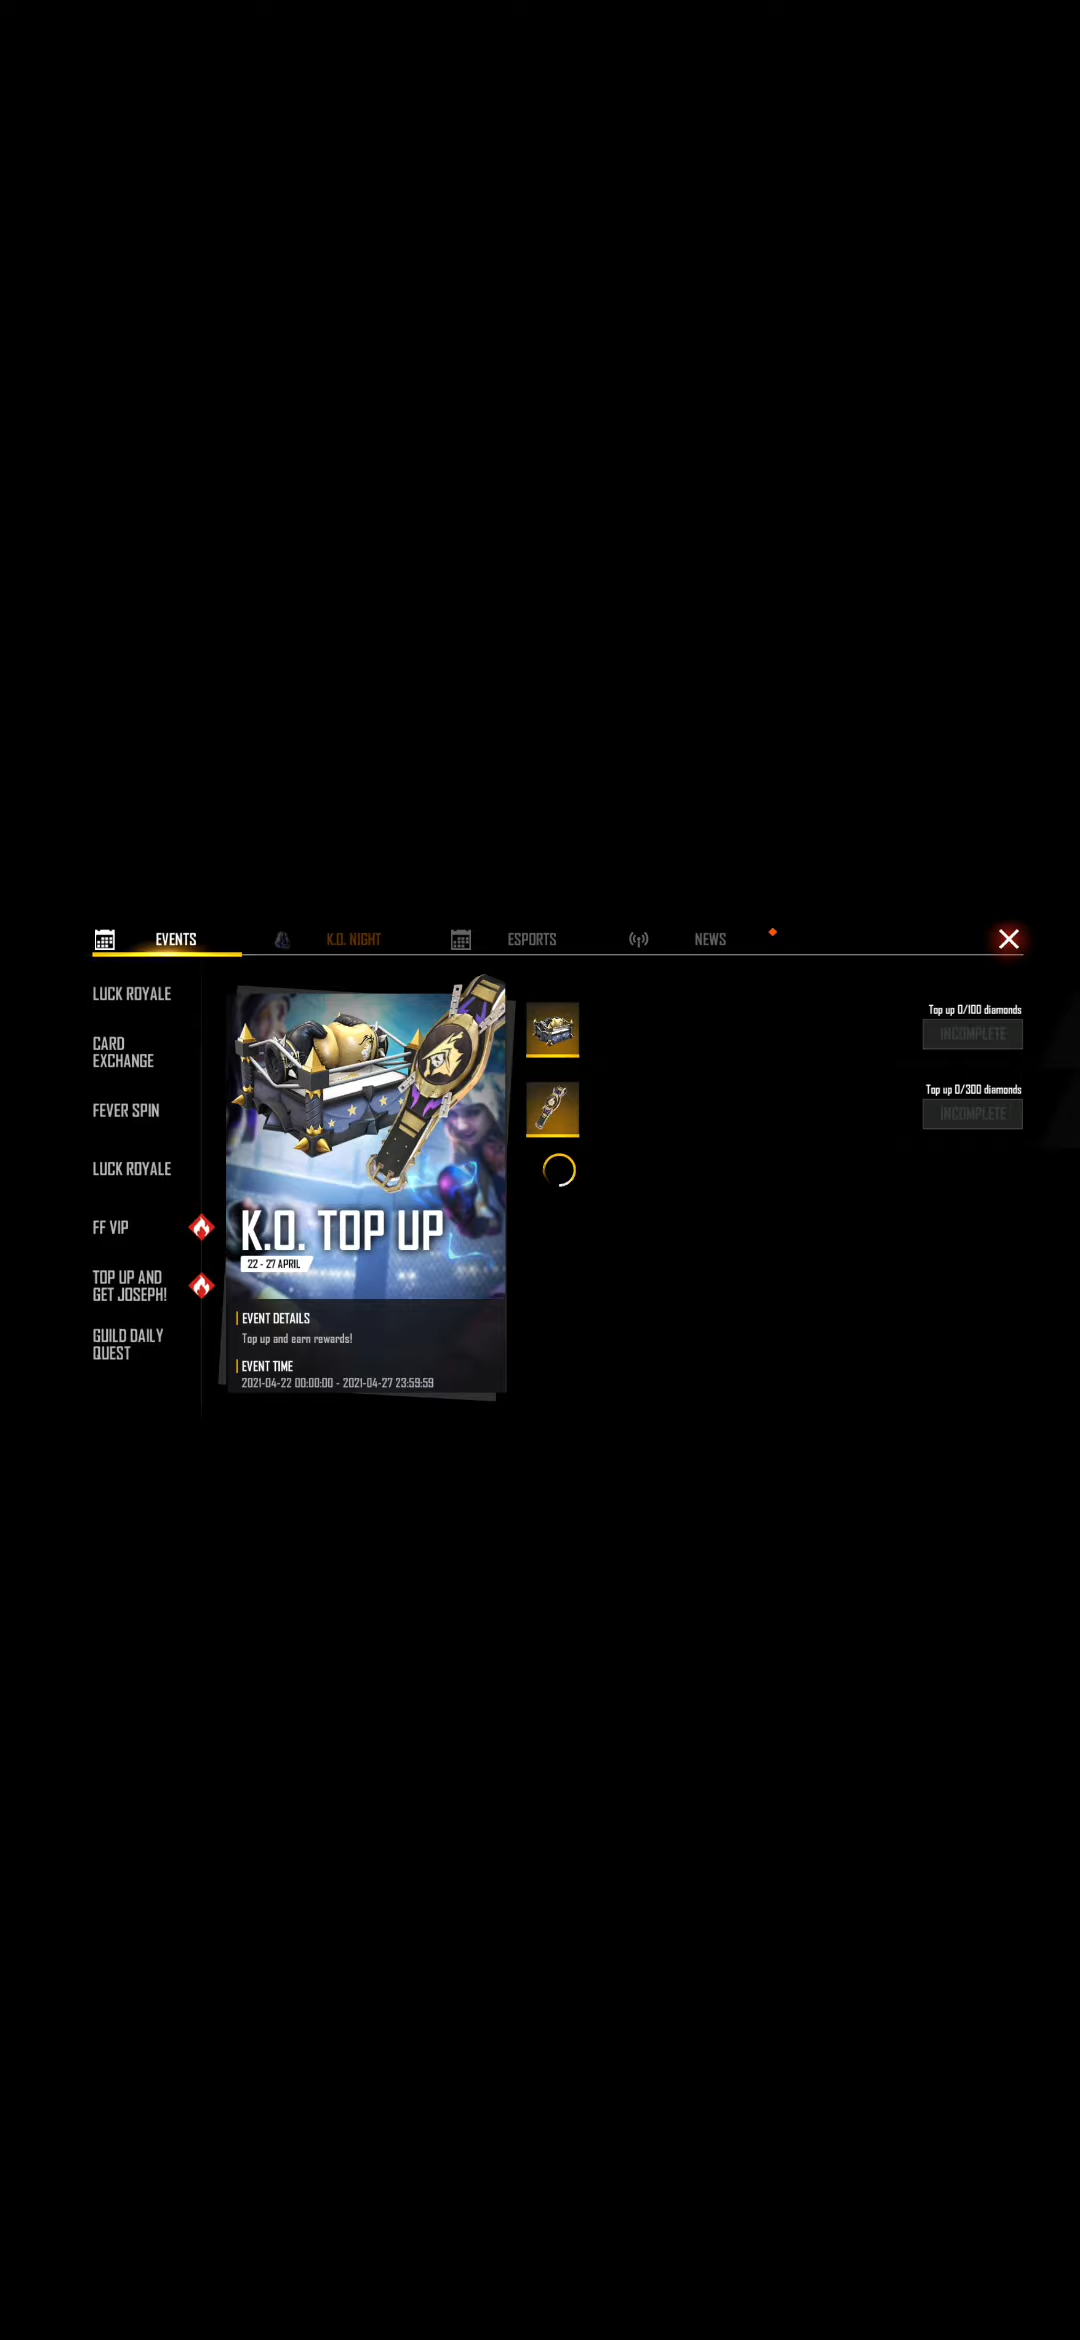 EVENTS
K.O. NIGHT
ESPORTS
NEWS
LUCK ROYALE
CARD
EXCHANGE
FEVER SPIN
LUCK ROYALE
FF VIP
TOP UP AND
GET JOSEPH!
GUILD DAILY
QUEST
K.O. TOP UP
22 - 27 APRIL
EVENT DETAILS
Top up and earn rewards!
EVENT TIME
2021-04-22 00:00:00 - 2021-04-27 23:59:59
Top up 0/100 diamonds
INCOMPLETE
Top up 0/300 diamonds
INCOMPLETE